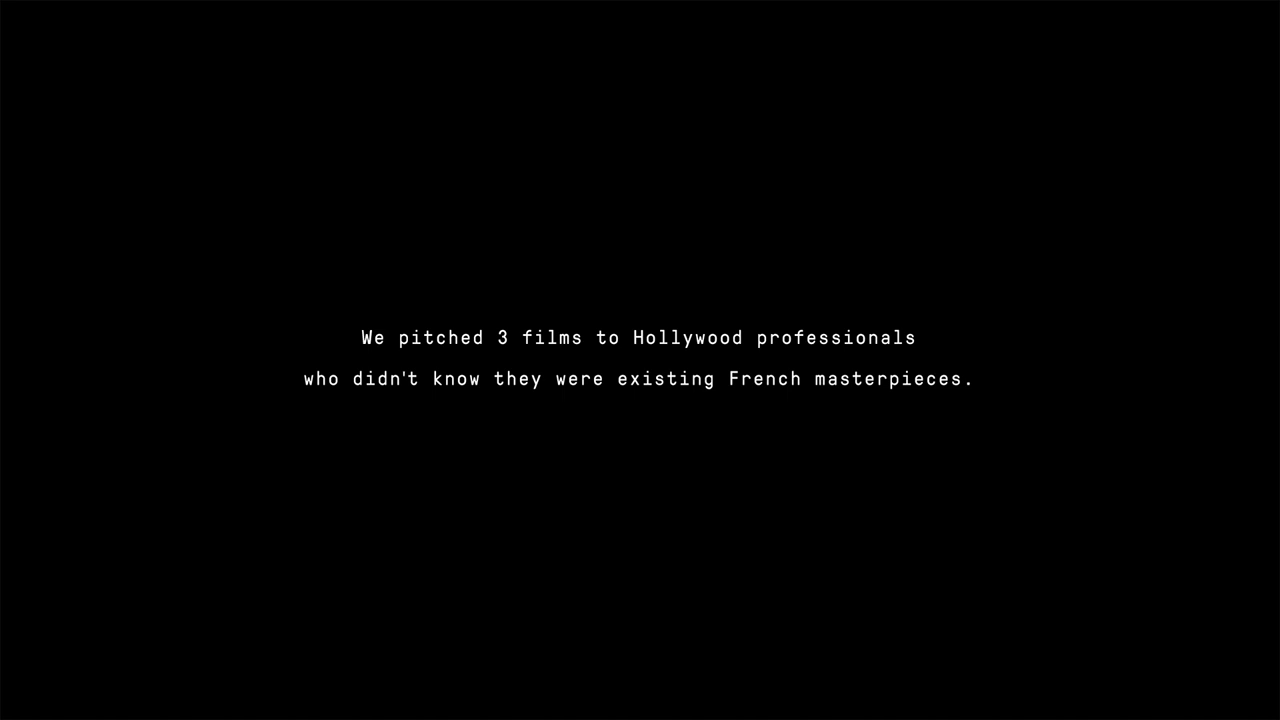 We pitched 3 films to Hollywood professionals
who didn't know they were existing French masterpieces.